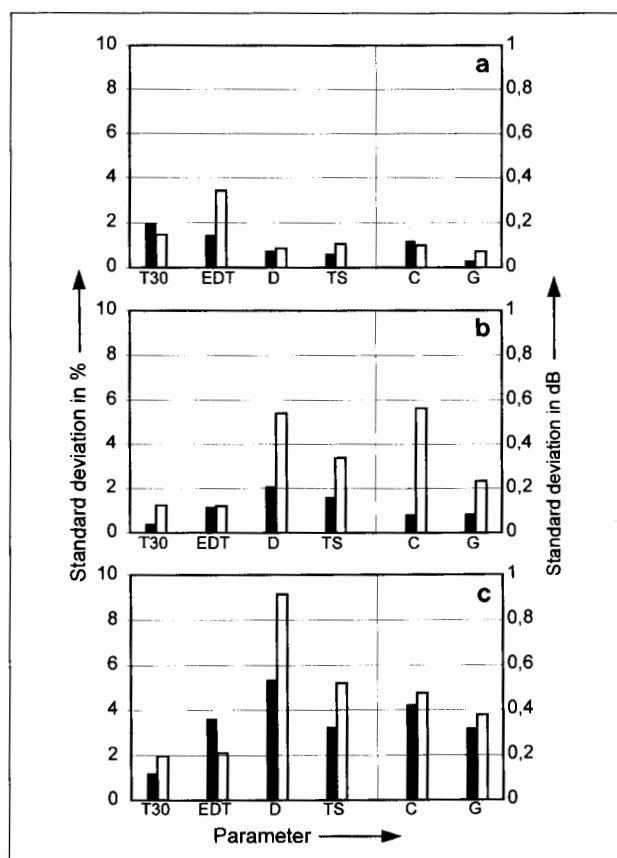 10 1
a
8 0,8
6 0,6
4 0,4
2 0,2
0 0
T30 EDT D TS C G
10 1
b
8 0,8
6 0,6
4 0,4
2 0,2
0 0
T30 EDT D TS C G
10 1
c
8 0,8
6 0,6
4 0,4
2 0,2
0 0
T30 EDT D TS C G
Standard deviation in %
Standard deviation in dB
Parameter